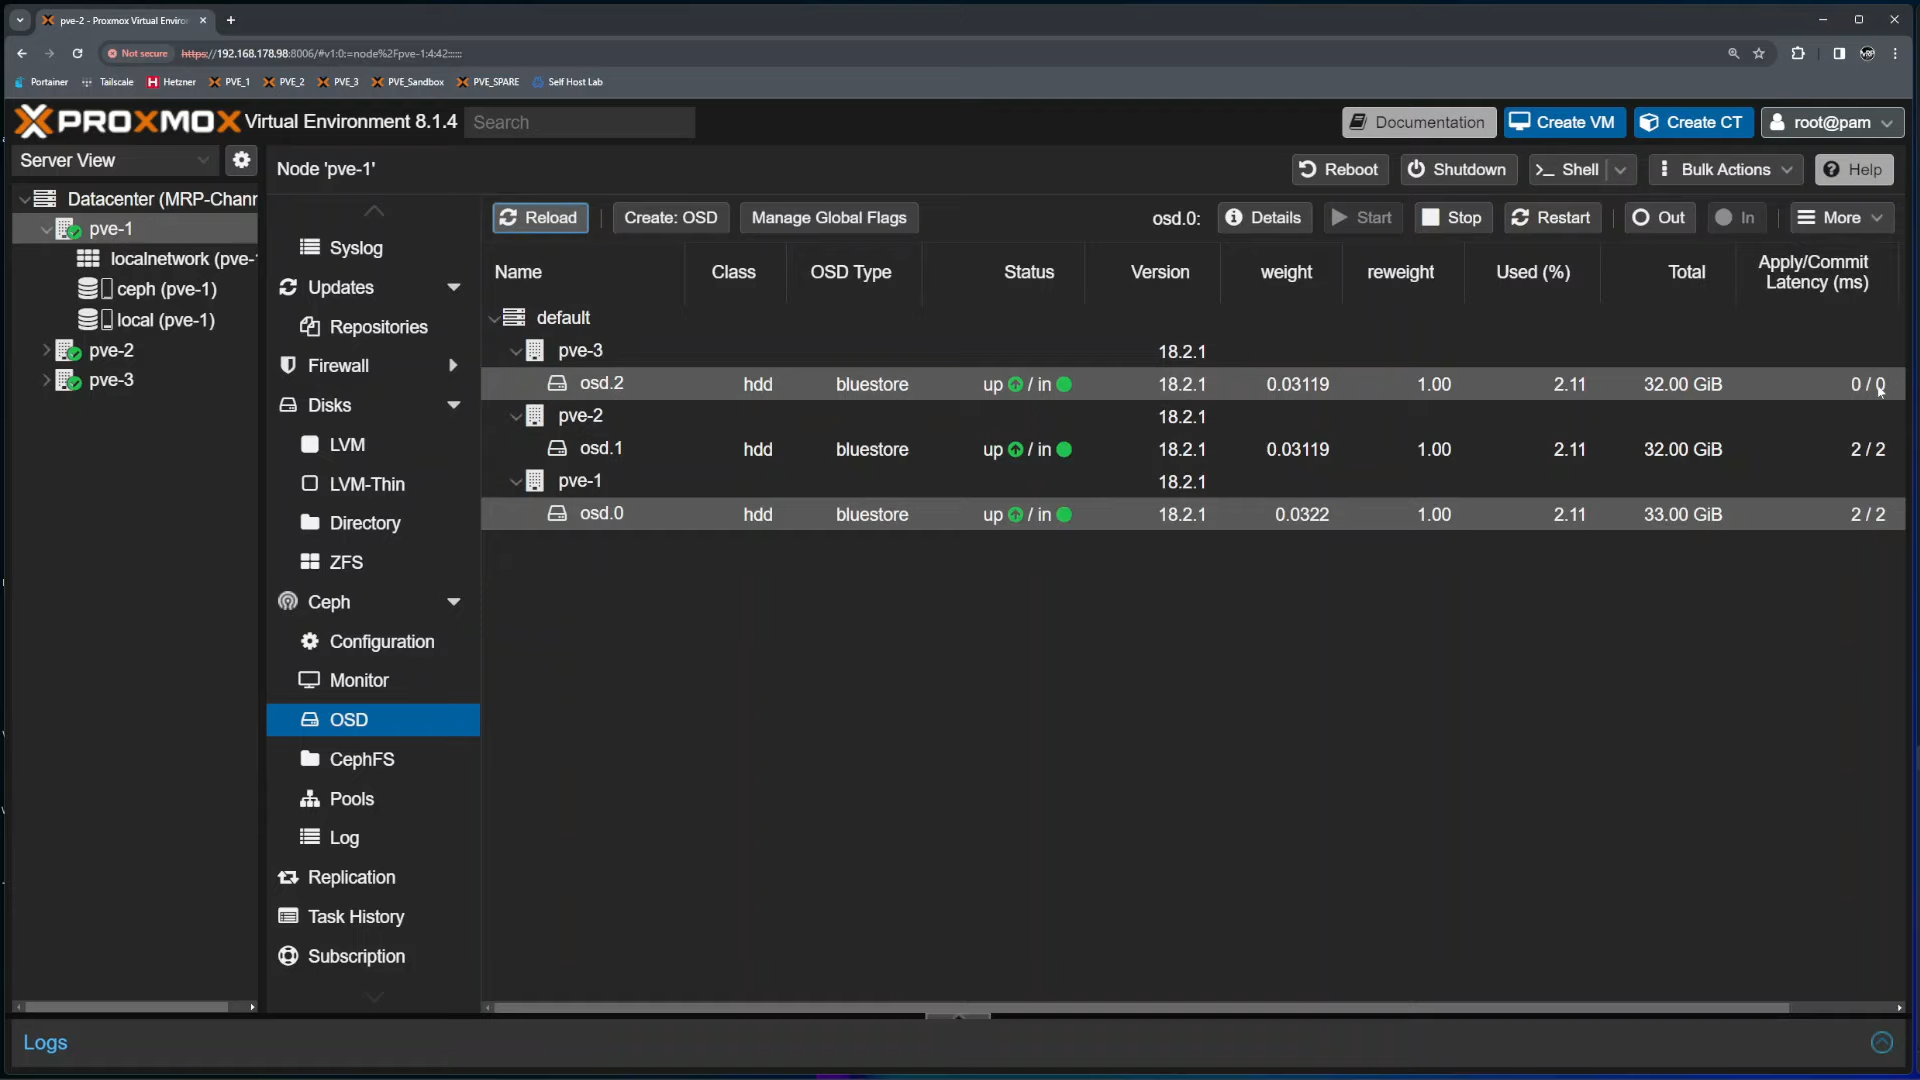 pve-2 - Proxmox Virtual Enviro
Not secure https://192.168.178.98:8006/#v1:0:=node%2Fpve-1:4:42::::::
Portainer Tailscale Hetzner PVE_1 PVE_2 PVE_3 PVE_Sandbox PVE_SPARE Self Host Lab
PROXMOX Virtual Environment 8.1.4 Search Documentation Create VM Create CT root@pam
Server View
Node 'pve-1' Reboot Shutdown >_ Shell Bulk Actions Help
Datacenter (MRP-Chann
pve-1
localnetwork (pve-
ceph (pve-1)
local (pve-1)
pve-2
pve-3
Syslog
Updates
Repositories
Firewall
Disks
LVM
LVM-Thin
Directory
ZFS
Ceph
Configuration
Monitor
OSD
CephFS
Pools
Log
Replication
Task History
Subscription
Reload Create: OSD Manage Global Flags osd.0: Details Start Stop Restart Out In More
Name Class OSD Type Status Version weight reweight Used (%) Total Apply/Commit
Latency (ms)
default
pve-3 18.2.1
osd.2 hdd bluestore up / in 18.2.1 0.03119 1.00 2.11 32.00 GiB 0 / 0
pve-2 18.2.1
osd.1 hdd bluestore up / in 18.2.1 0.03119 1.00 2.11 32.00 GiB 2 / 2
pve-1 18.2.1
osd.0 hdd bluestore up / in 18.2.1 0.0322 1.00 2.11 33.00 GiB 2 / 2
Logs